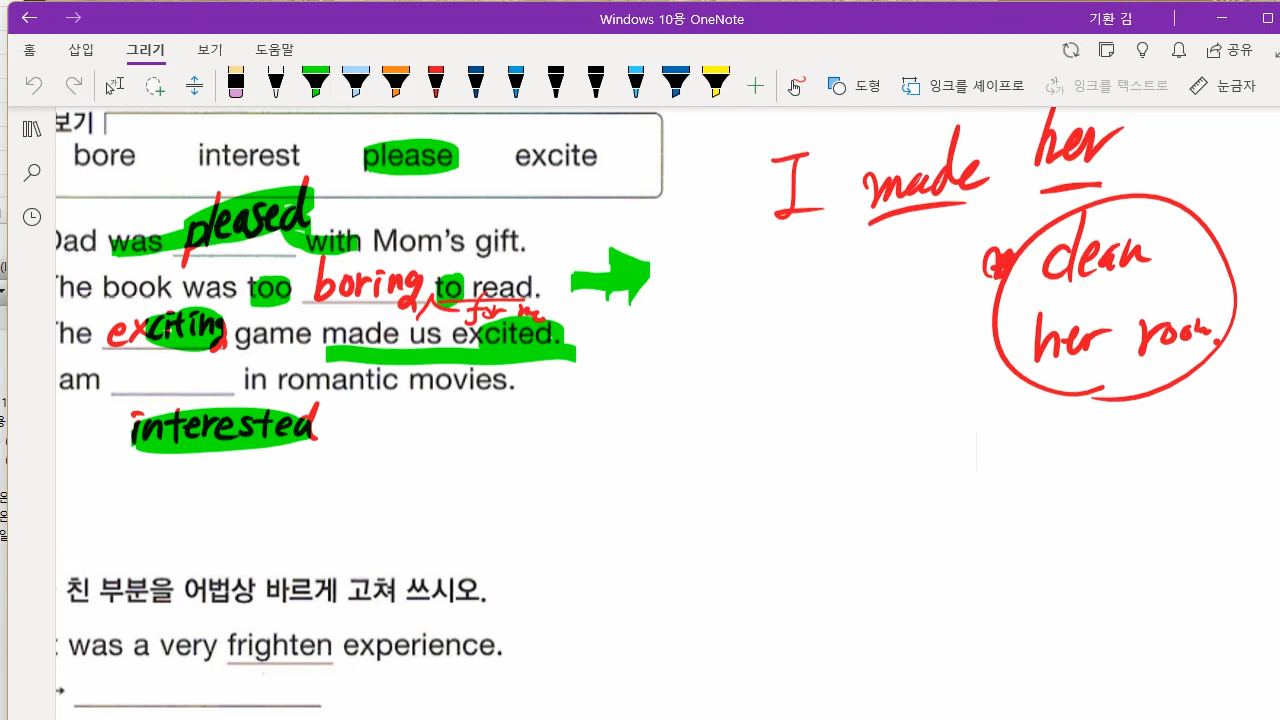 Windows 10용 OneNote
기환 김
홈 삽입 그리기 보기 도움말
공유
도형 잉크를 셰이프로 잉크를 텍스트로 눈금자
보기
bore interest please excite
Dad was pleased with Mom's gift.
The book was too boring to read.
for me
The exciting game made us excited.
am in romantic movies.
interested
I made her
clean
her room.
친 부분을 어법상 바르게 고쳐 쓰시오.
was a very frighten experience.
→